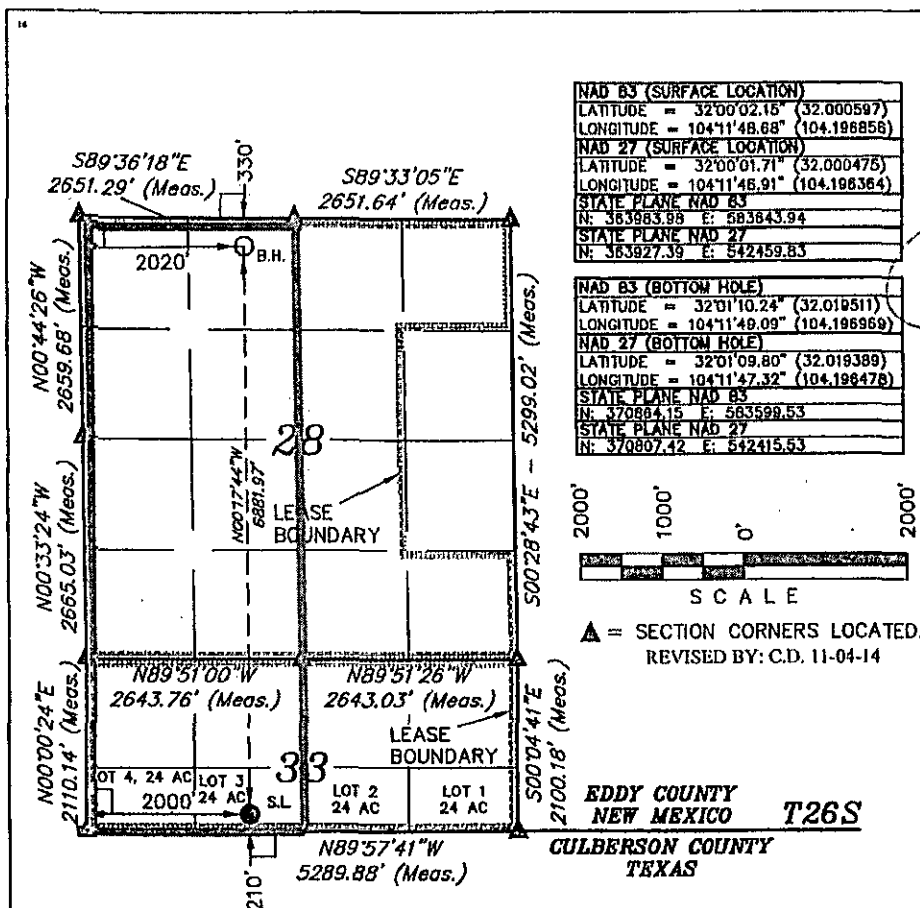 16
NAD 83 (SURFACE LOCATION)
LATITUDE = 32°00'02.15" (32.000597)
LONGITUDE = 104°11'48.68" (104.196856)
NAD 27 (SURFACE LOCATION)
LATITUDE = 32°00'01.71" (32.000475)
LONGITUDE = 104°11'46.91" (104.196364)
STATE PLANE NAD 83
N: 363983.98 E: 583643.94
STATE PLANE NAD 27
N: 363927.39 E: 542459.83
NAD 83 (BOTTOM HOLE)
LATITUDE = 32°01'10.24" (32.019511)
LONGITUDE = 104°11'49.09" (104.196969)
NAD 27 (BOTTOM HOLE)
LATITUDE = 32°01'09.80" (32.019389)
LONGITUDE = 104°11'47.32" (104.196478)
STATE PLANE NAD 83
N: 370864.15 E: 583599.53
STATE PLANE NAD 27
N: 370807.42 E: 542415.53
S89°36'18"E
2651.29' (Meas.)
330'
S89°33'05"E
2651.64' (Meas.)
2020'
B.H.
N00°44'26"W
2659.68' (Meas.)
28
N00°17'44"W
6881.97'
LEASE
BOUNDARY
S00°28'43"E - 5299.02' (Meas.)
2000'
1000'
0'
2000'
SCALE
= SECTION CORNERS LOCATED.
REVISED BY: C.D. 11-04-14
N00°33'24"W
2665.03' (Meas.)
N89°51'00"W
2643.76' (Meas.)
N89°51'26"W
2643.03' (Meas.)
LEASE
BOUNDARY
N00°00'24"E
2110.14' (Meas.)
33
S00°04'41"E
2100.18' (Meas.)
OT 4, 24 AC
LOT 3
24 AC
2000'
S.L.
LOT 2
24 AC
LOT 1
24 AC
EDDY COUNTY
NEW MEXICO
T26S
CULBERSON COUNTY
TEXAS
N89°57'41"W
5289.88' (Meas.)
210'